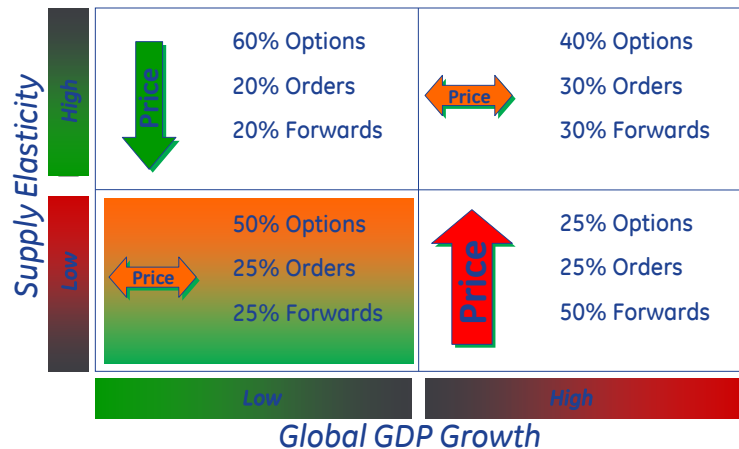 Supply Elasticity
High
Low
Price
60% Options
20% Orders
20% Forwards
Price
40% Options
30% Orders
30% Forwards
Price
50% Options
25% Orders
25% Forwards
Price
25% Options
25% Orders
50% Forwards
Low
High
Global GDP Growth